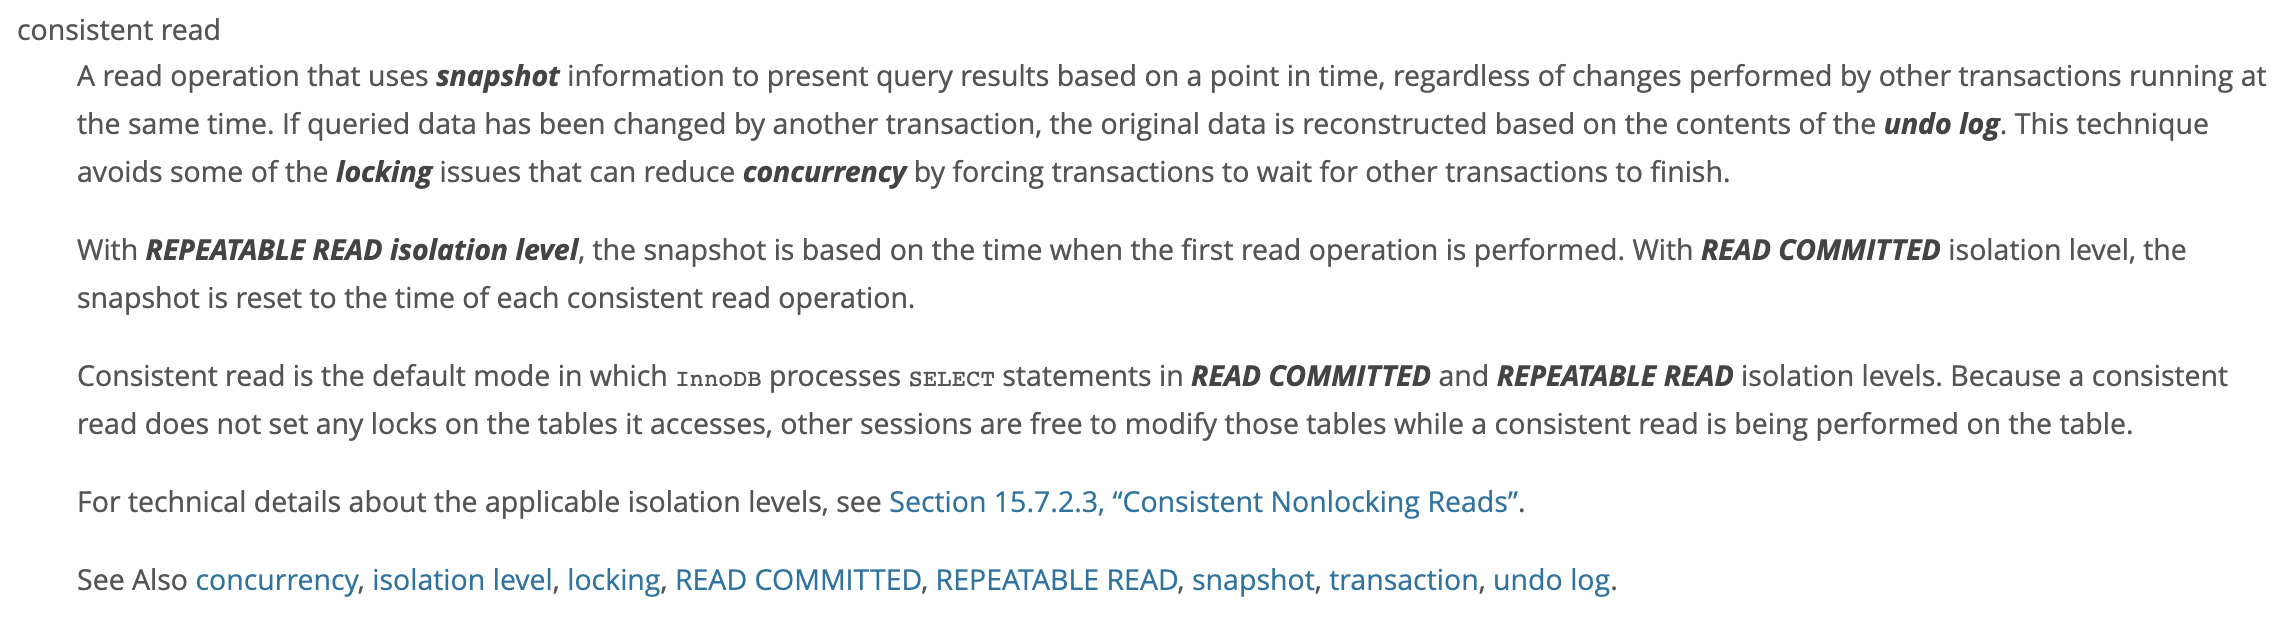 consistent read
A read operation that uses snapshot information to present query results based on a point in time, regardless of changes performed by other transactions running at
the same time. If queried data has been changed by another transaction, the original data is reconstructed based on the contents of the undo log. This technique
avoids some of the locking issues that can reduce concurrency by forcing transactions to wait for other transactions to finish.
With REPEATABLE READ isolation level, the snapshot is based on the time when the first read operation is performed. With READ COMMITTED isolation level, the
snapshot is reset to the time of each consistent read operation.
Consistent read is the default mode in which InnoDB processes SELECT statements in READ COMMITTED and REPEATABLE READ isolation levels. Because a consistent
read does not set any locks on the tables it accesses, other sessions are free to modify those tables while a consistent read is being performed on the table.
For technical details about the applicable isolation levels, see Section 15.7.2.3, “Consistent Nonlocking Reads”.
See Also concurrency, isolation level, locking, READ COMMITTED, REPEATABLE READ, snapshot, transaction, undo log.